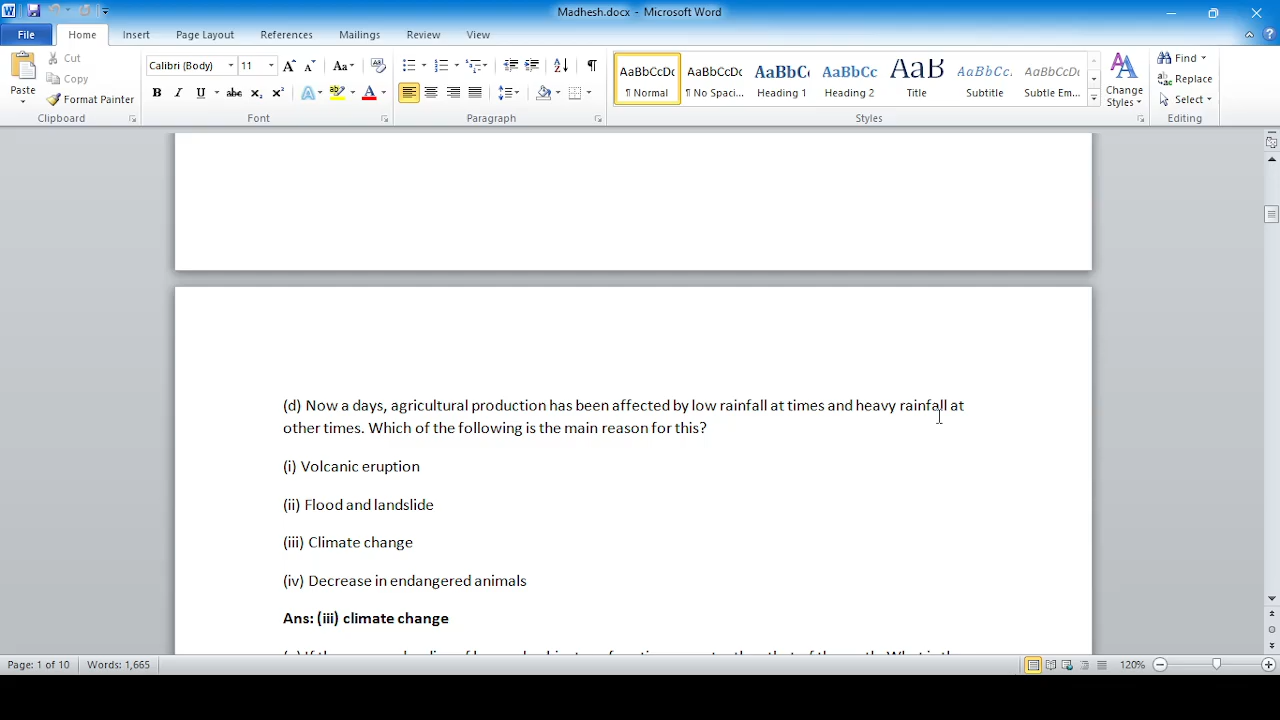 Madhesh.docx - Microsoft Word
File Home Insert Page Layout References Mailings Review View
Paste
Cut
Copy
Format Painter
Clipboard
Calibri (Body) 11
Font
Paragraph
AaBbCcDc AaBbCcDc AaBbC AaBbCc AaB AaBbCc. AaBbCcDc
¶ Normal ¶ No Spaci... Heading 1 Heading 2 Title Subtitle Subtle Em...
Styles
Change
Styles
Find
Replace
Select
Editing
(d) Now a days, agricultural production has been affected by low rainfall at times and heavy rainfall at
other times. Which of the following is the main reason for this?
(i) Volcanic eruption
(ii) Flood and landslide
(iii) Climate change
(iv) Decrease in endangered animals
Ans: (iii) climate change
Page: 1 of 10 Words: 1,665 120%